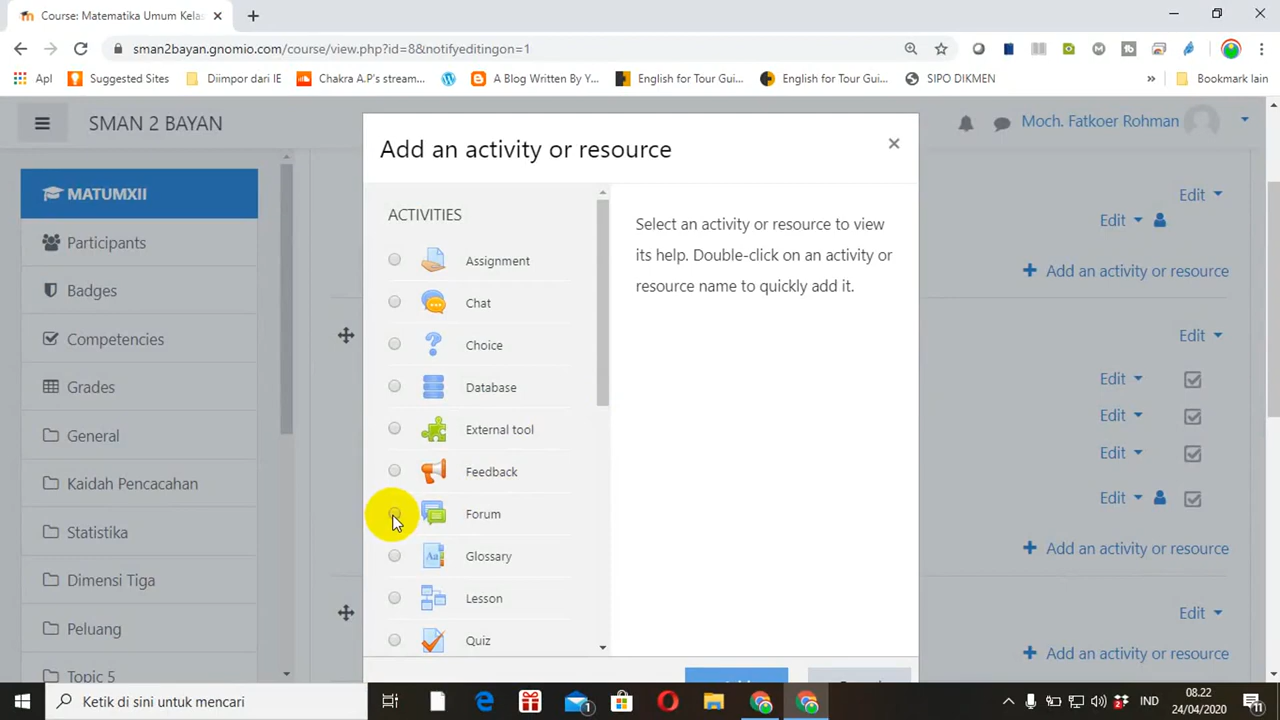 Course: Matematika Umum Kelas
sman2bayan.gnomio.com/course/view.php?id=8&notifyeditingon=1
Apl
Suggested Sites
Diimpor dari IE
Chakra A.P's stream...
A Blog Written By Y...
English for Tour Gui...
English for Tour Gui...
SIPO DIKMEN
»
Bookmark lain
SMAN 2 BAYAN
Moch. Fatkoer Rohman
MATUMXII
Participants
Badges
Competencies
Grades
General
Kaidah Pencacahan
Statistika
Dimensi Tiga
Peluang
Topic 5
Add an activity or resource
×
ACTIVITIES
Assignment
Chat
Choice
Database
External tool
Feedback
Forum
Glossary
Lesson
Quiz
Select an activity or resource to view
its help. Double-click on an activity or
resource name to quickly add it.
Edit
Edit
Add an activity or resource
Edit
Edit
Edit
Edit
Edit
Add an activity or resource
Edit
Add an activity or resource
Ketik di sini untuk mencari
1
IND
08.22
24/04/2020
11